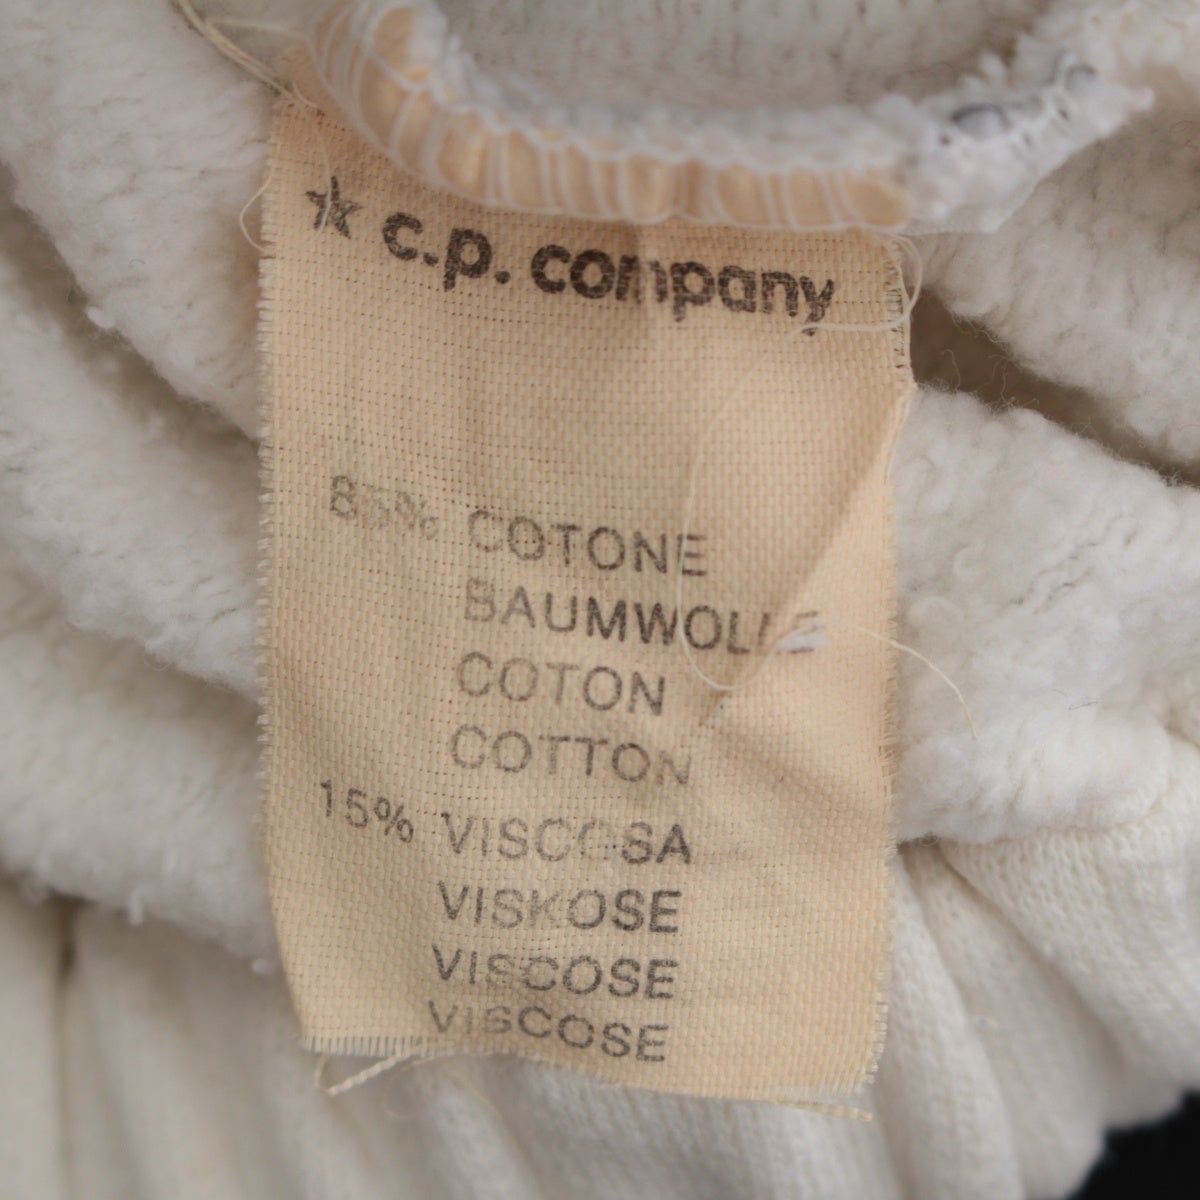 c.p. company
85% COTONE
BAUMWOLLE
COTON
COTTON
15% VISCOSA
VISKOSE
VISCOSE
VISCOSE